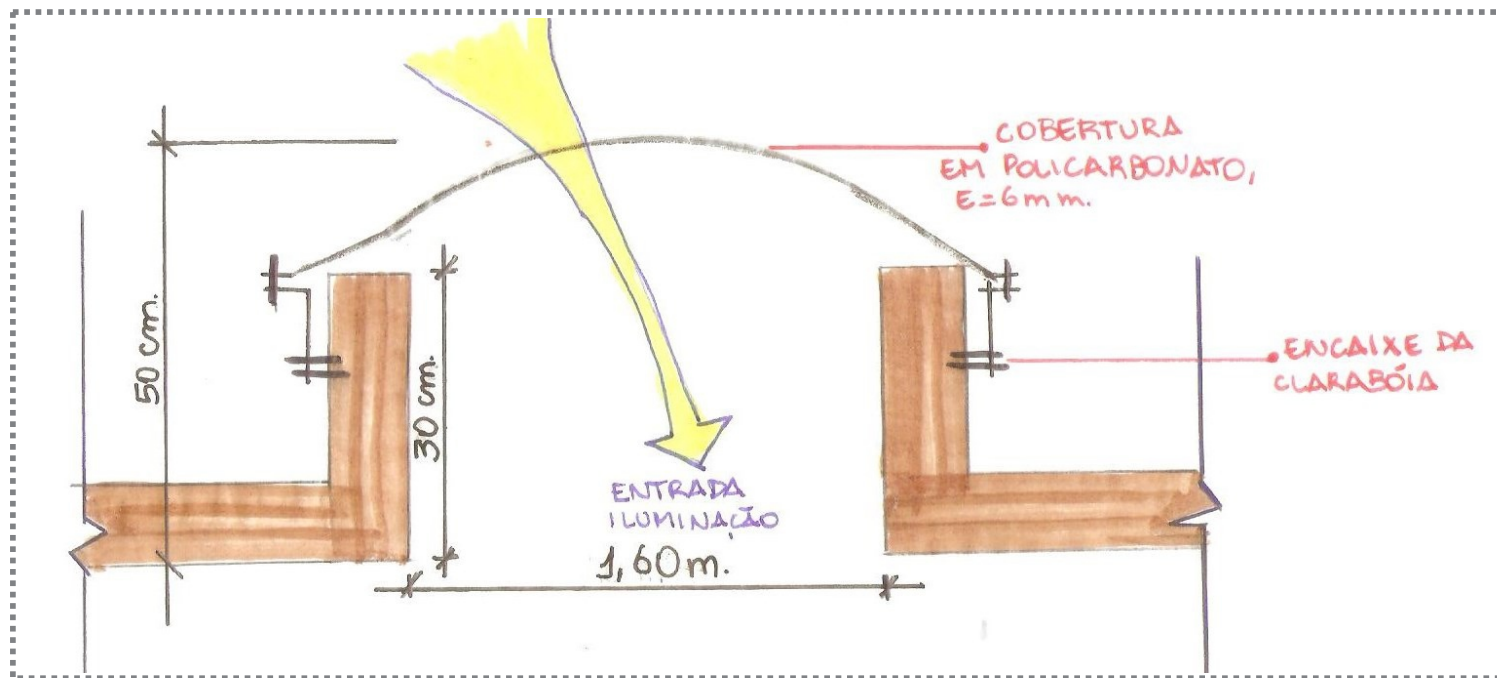 COBERTURA
EM POLICARBONATO,
E=6mm.
50 cm.
30 cm.
ENCAIXE DA
CLARABÓIA
ENTRADA
ILUMINAÇÃO
1,60m.